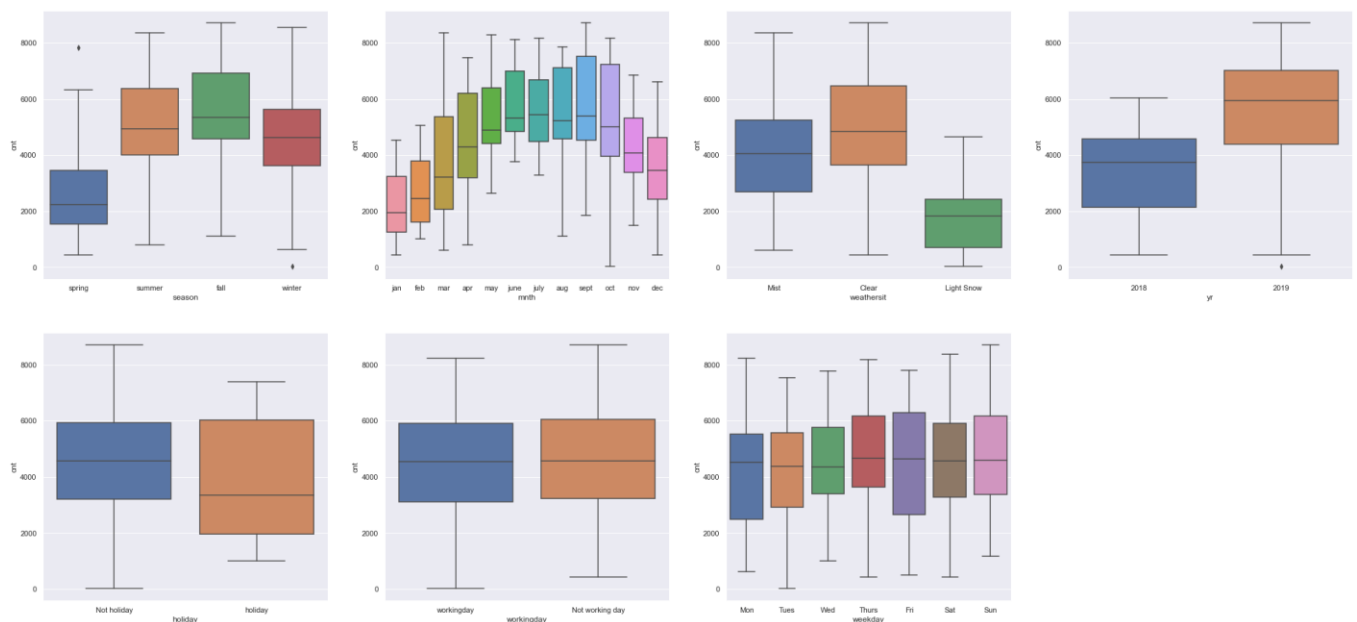 cnt
8000
6000
4000
2000
0
spring summer fall winter
season
cnt
8000
6000
4000
2000
0
jan feb mar apr may june july aug sept oct nov dec
mnth
cnt
8000
6000
4000
2000
0
Mist Clear Light Snow
weathersit
cnt
8000
6000
4000
2000
0
2018 2019
yr
cnt
8000
6000
4000
2000
0
Not holiday holiday
holiday
cnt
8000
6000
4000
2000
0
workingday Not working day
workingday
cnt
8000
6000
4000
2000
0
Mon Tues Wed Thurs Fri Sat Sun
weekday